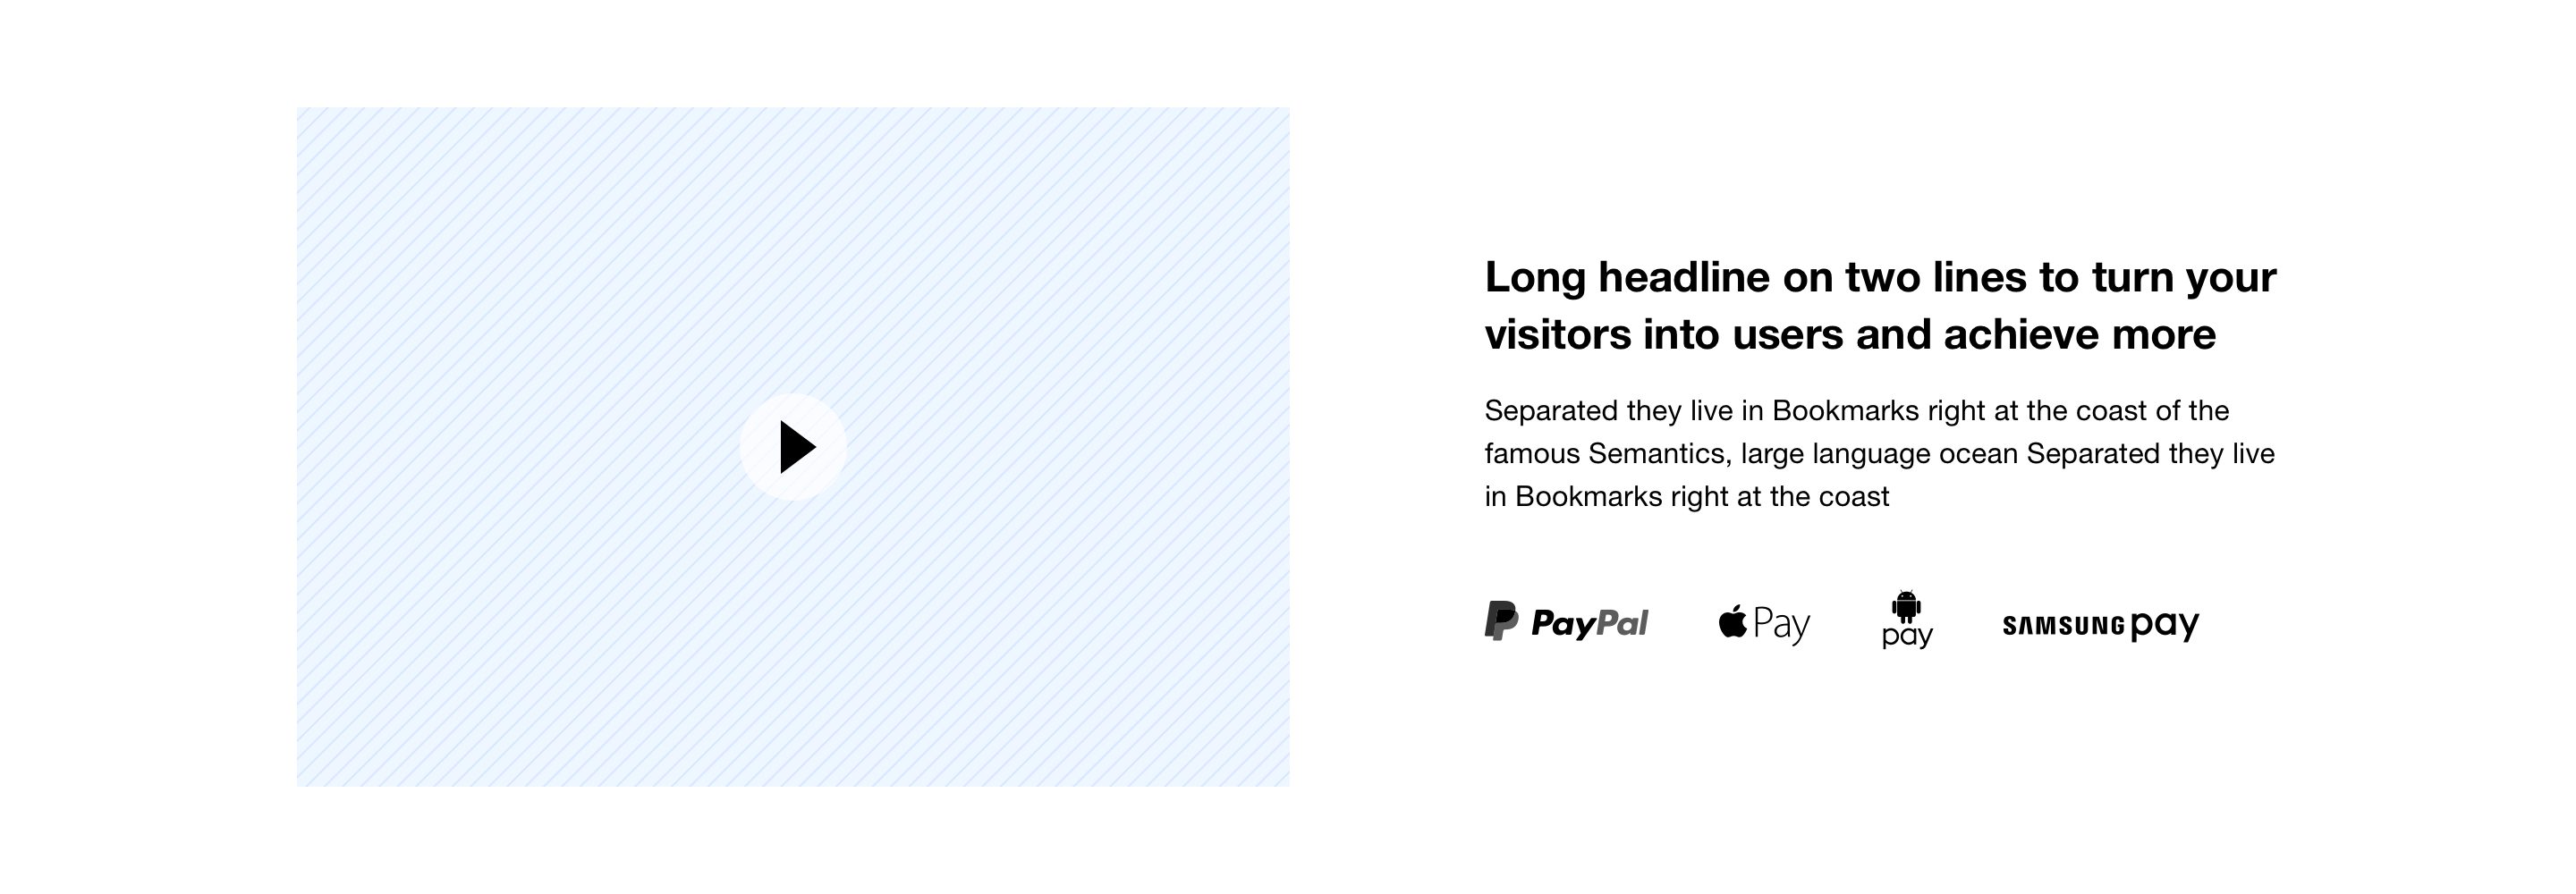 Long headline on two lines to turn your
visitors into users and achieve more
Separated they live in Bookmarks right at the coast of the
famous Semantics, large language ocean Separated they live
in Bookmarks right at the coast
PayPal
Pay
pay
SAMSUNG pay